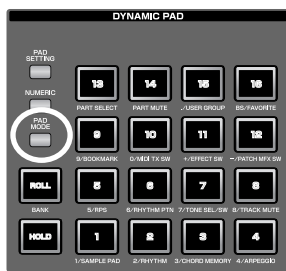 DYNAMIC PAD
PAD
SETTING
NUMERIC
13 14 15 16
PART SELECT PART MUTE ./USER GROUP BS/FAVORITE
PAD
MODE
9 10 11 12
9/BOOKMARK 0/MIDI TX SW +/EFFECT SW −/PATCH MFX SW
ROLL 5 6 7 8
BANK 5/RPS 6/RHYTHM PTN 7/TONE SEL/SW 8/TRACK MUTE
HOLD 1 2 3 4
1/SAMPLE PAD 2/RHYTHM 3/CHORD MEMORY 4/ARPEGGIO